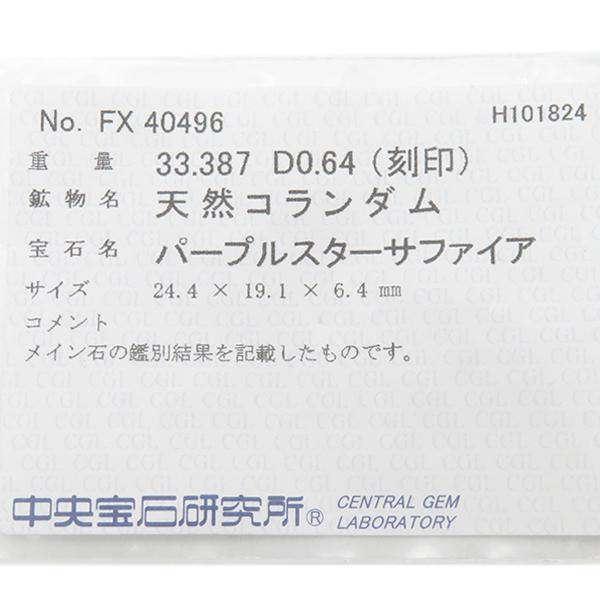 No. FX 40496 H101824
重量 33.387 D0.64 (刻印)
鉱物名 天然コランダム
宝石名 パープルスターサファイア
サイズ 24.4 × 19.1 × 6.4 mm
コメント
メイン石の鑑別結果を記載したものです。
中央宝石研究所® CENTRAL GEM
LABORATORY